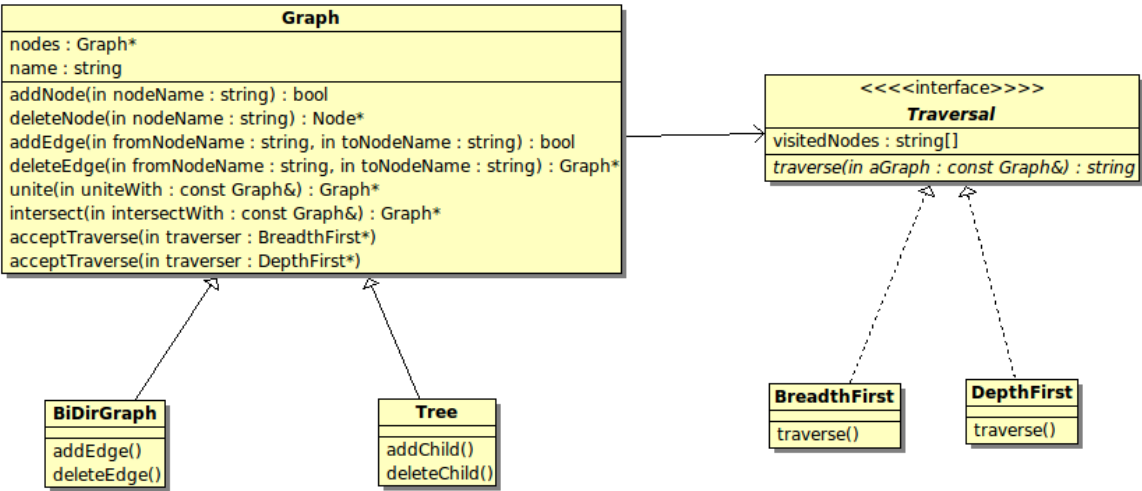 Graph
nodes : Graph*
name : string
addNode(in nodeName : string) : bool
deleteNode(in nodeName : string) : Node*
addEdge(in fromNodeName : string, in toNodeName : string) : bool
deleteEdge(in fromNodeName : string, in toNodeName : string) : Graph*
unite(in uniteWith : const Graph&) : Graph*
intersect(in intersectWith : const Graph&) : Graph*
acceptTraverse(in traverser : BreadthFirst*)
acceptTraverse(in traverser : DepthFirst*)
<<<<interface>>>>
Traversal
visitedNodes : string[]
traverse(in aGraph : const Graph&) : string
BiDirGraph
addEdge()
deleteEdge()
Tree
addChild()
deleteChild()
BreadthFirst
traverse()
DepthFirst
traverse()